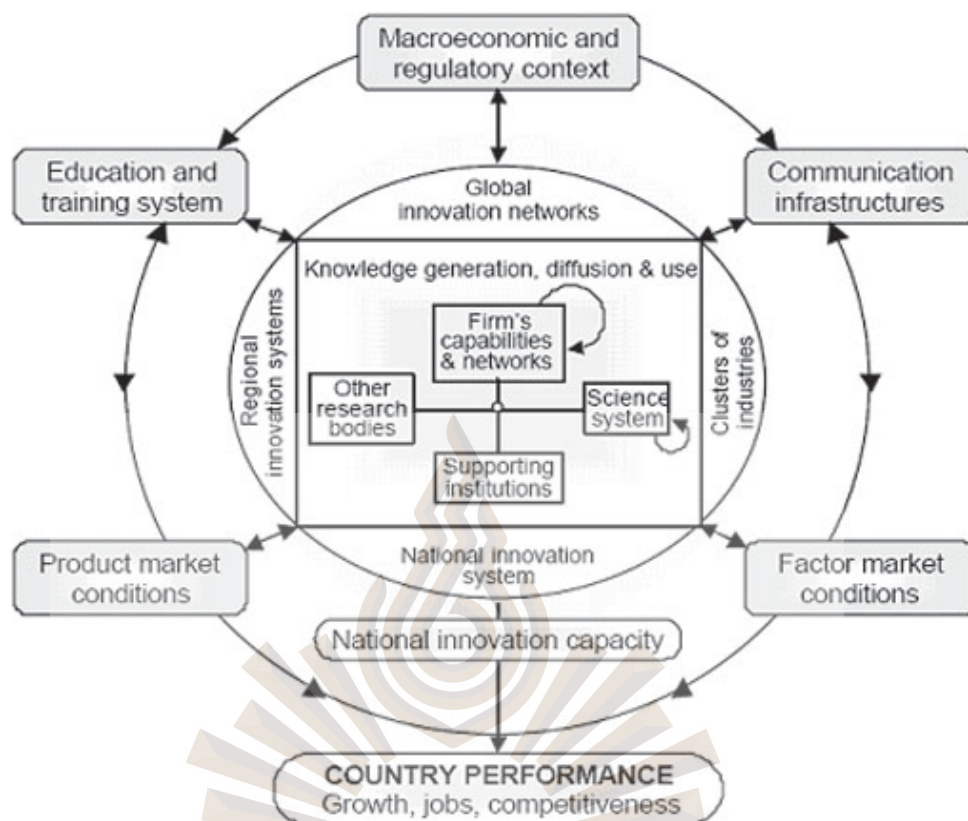 Macroeconomic and
regulatory context
Education and
training system
Communication
infrastructures
Global
innovation networks
Knowledge generation, diffusion & use
Regional
innovation systems
Firm's
capabilities
& networks
Clusters of
industries
Other
research
bodies
Science
system
Supporting
institutions
Product market
conditions
National innovation
system
Factor market
conditions
National innovation capacity
COUNTRY PERFORMANCE
Growth, jobs, competitiveness